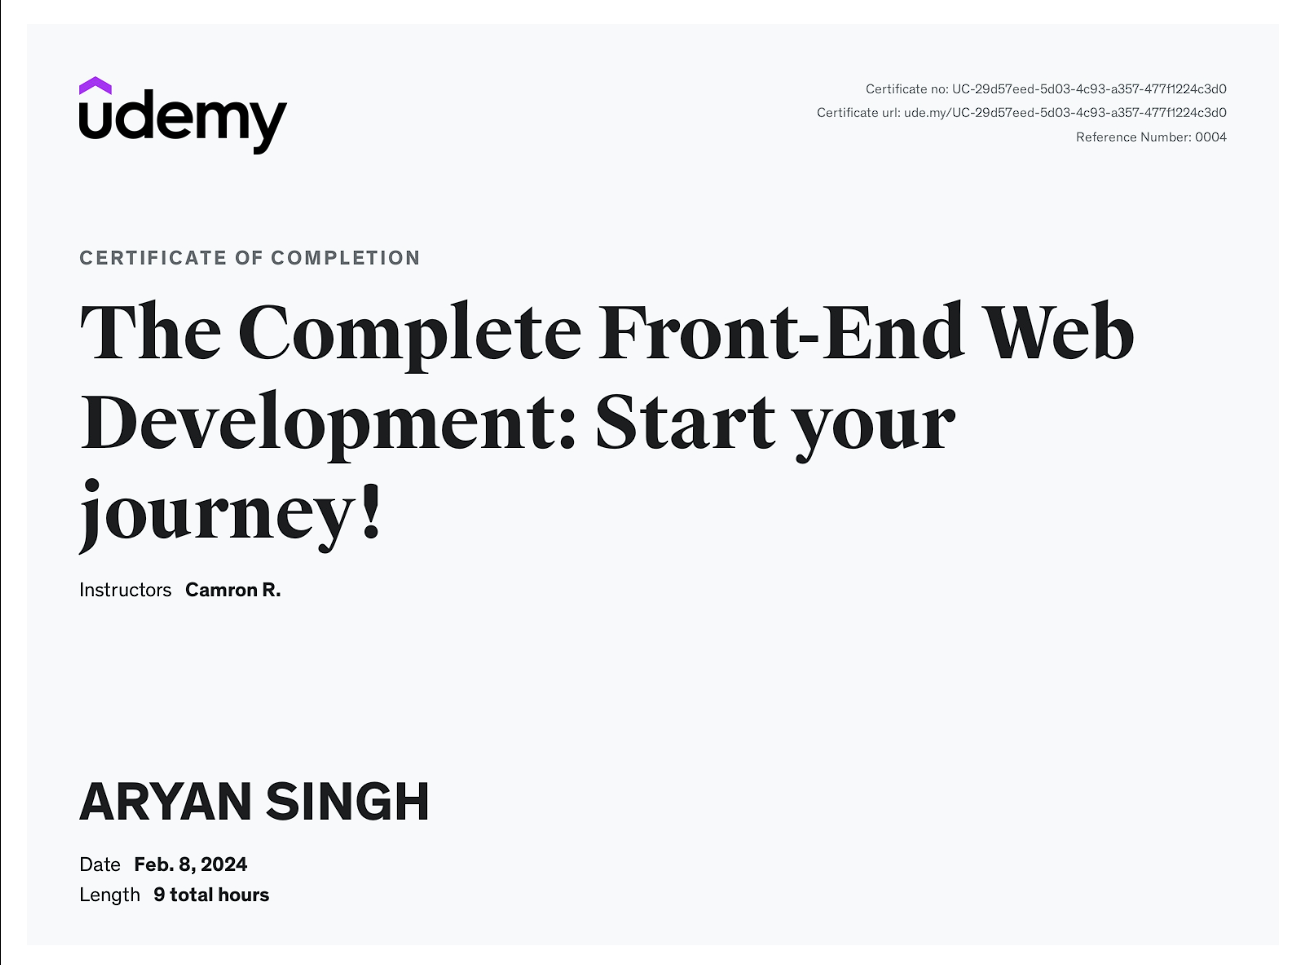 udemy
Certificate no: UC-29d57eed-5d03-4c93-a357-477f1224c3d0
Certificate url: ude.my/UC-29d57eed-5d03-4c93-a357-477f1224c3d0
Reference Number: 0004
CERTIFICATE OF COMPLETION
The Complete Front-End Web
Development: Start your
journey!
Instructors Camron R.
ARYAN SINGH
Date Feb. 8, 2024
Length 9 total hours